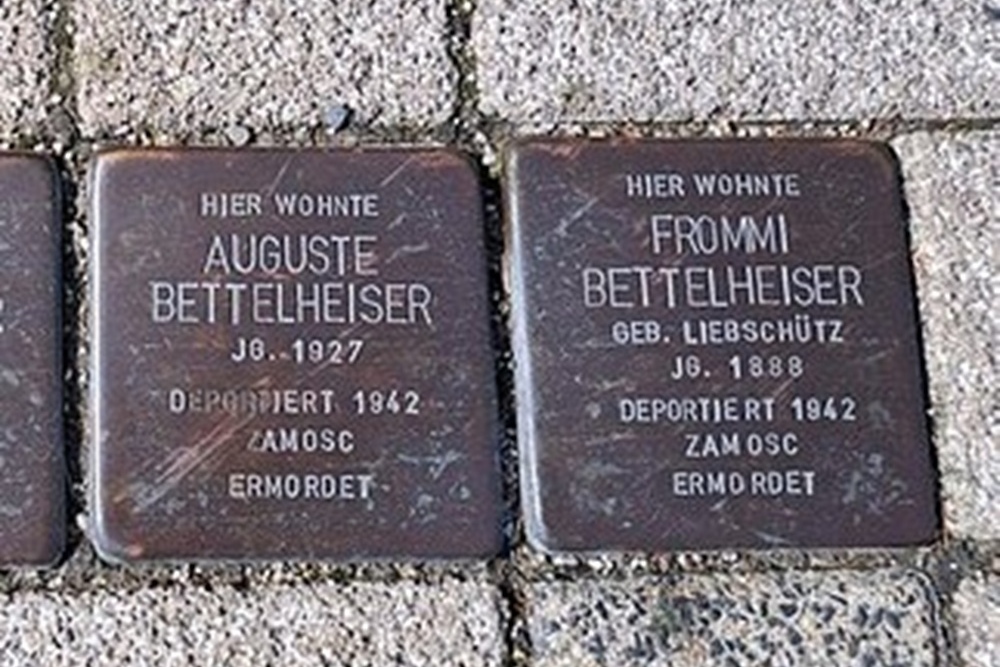 HIER WOHNTE
AUGUSTE
BETTELHEISER
JG. 1927
DEPORTIERT 1942
ZAMOSC
ERMORDET
HIER WOHNTE
FROMMI
BETTELHEISER
GEB. LIEBSCHÜTZ
JG. 1888
DEPORTIERT 1942
ZAMOSC
ERMORDET